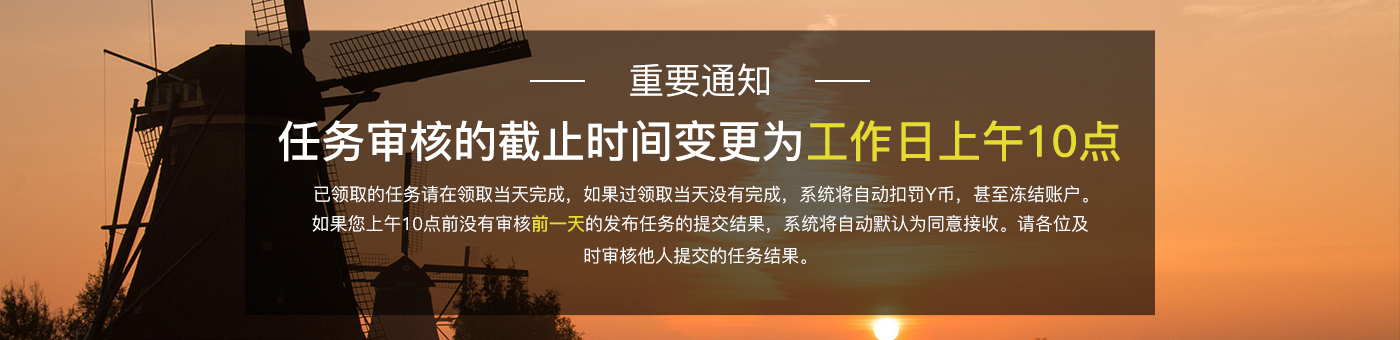 重要通知
任务审核的截止时间变更为工作日上午10点
已领取的任务请在领取当天完成，如果过领取当天没有完成，系统将自动扣罚Y币，甚至冻结账户。
如果您上午10点前没有审核前一天的发布任务的提交结果，系统将自动默认为同意接收。请各位及
时审核他人提交的任务结果。